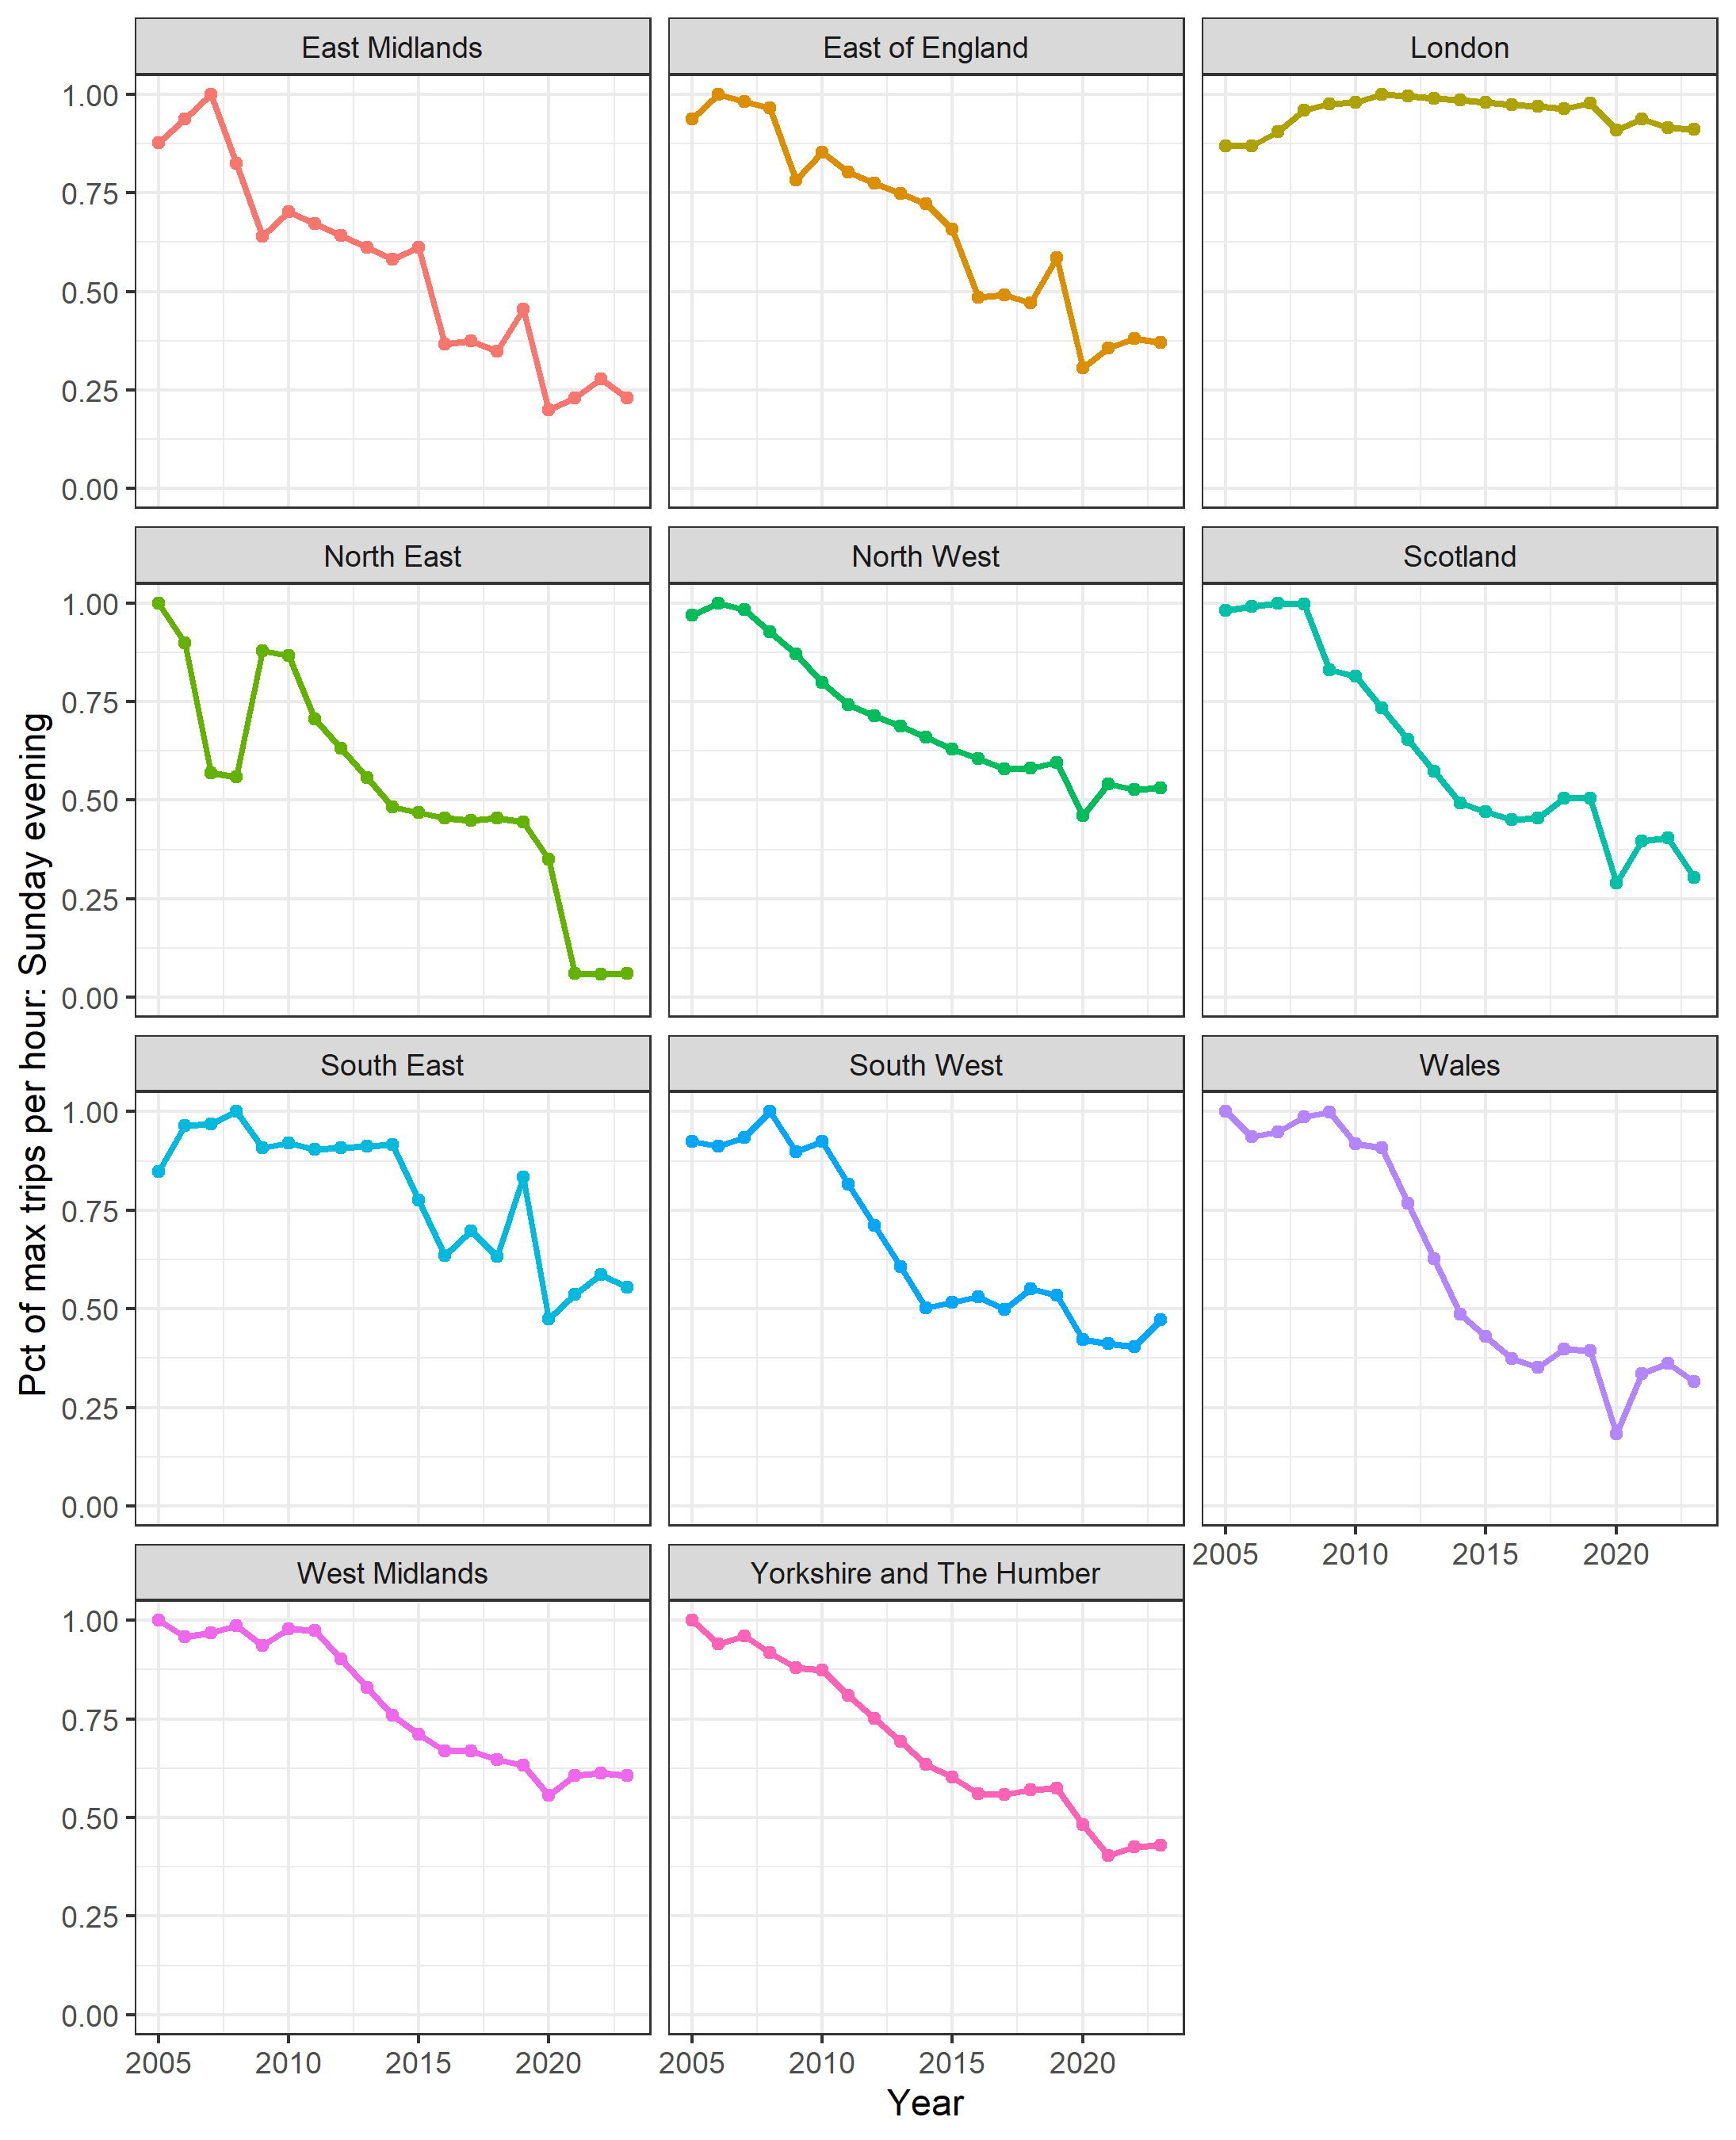 East Midlands
East of England
London
1.00
0.75
0.50
0.25
0.00
North East
North West
Scotland
1.00
0.75
0.50
0.25
0.00
South East
South West
Wales
1.00
0.75
0.50
0.25
0.00
2005 2010 2015 2020
West Midlands
Yorkshire and The Humber
1.00
0.75
0.50
0.25
0.00
2005 2010 2015 2020
2005 2010 2015 2020
Year
Pct of max trips per hour: Sunday evening